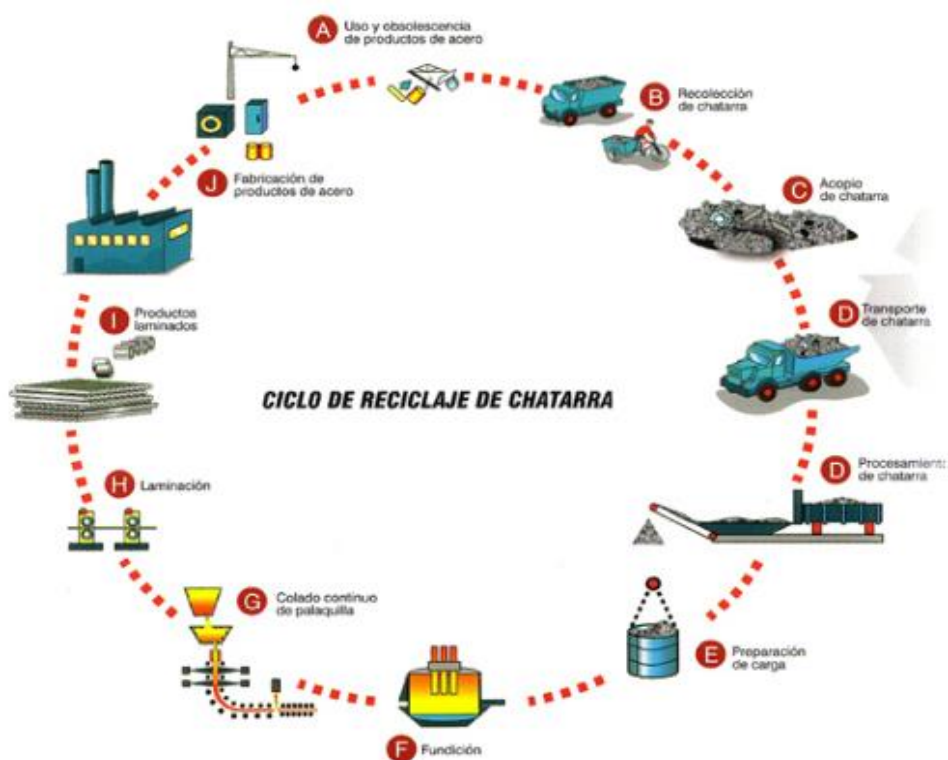 A
Uso y obsolescencia
de productos de acero
B
Recolección
de chatarra
C
Acopio
de chatarra
D
Transporte
de chatarra
D
Procesamient
de chatarra
E
Preparación
de carga
F
Fundición
G
Colado continuo
de palaquilla
H
Laminación
I
Productos
laminados
J
Fabricación de
productos de acero
CICLO DE RECICLAJE DE CHATARRA